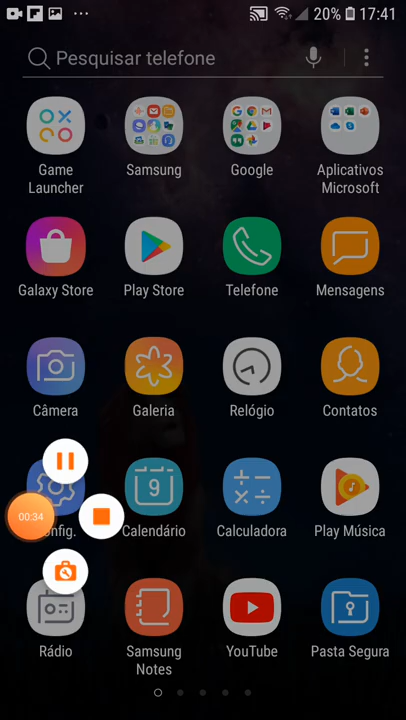 20% 17:41
Pesquisar telefone
Game
Launcher
Samsung
Google
Aplicativos
Microsoft
Galaxy Store
Play Store
Telefone
Mensagens
Câmera
Galeria
Relógio
Contatos
00:34
onfig.
9
Calendário
Calculadora
Play Música
Rádio
Samsung
Notes
YouTube
Pasta Segura